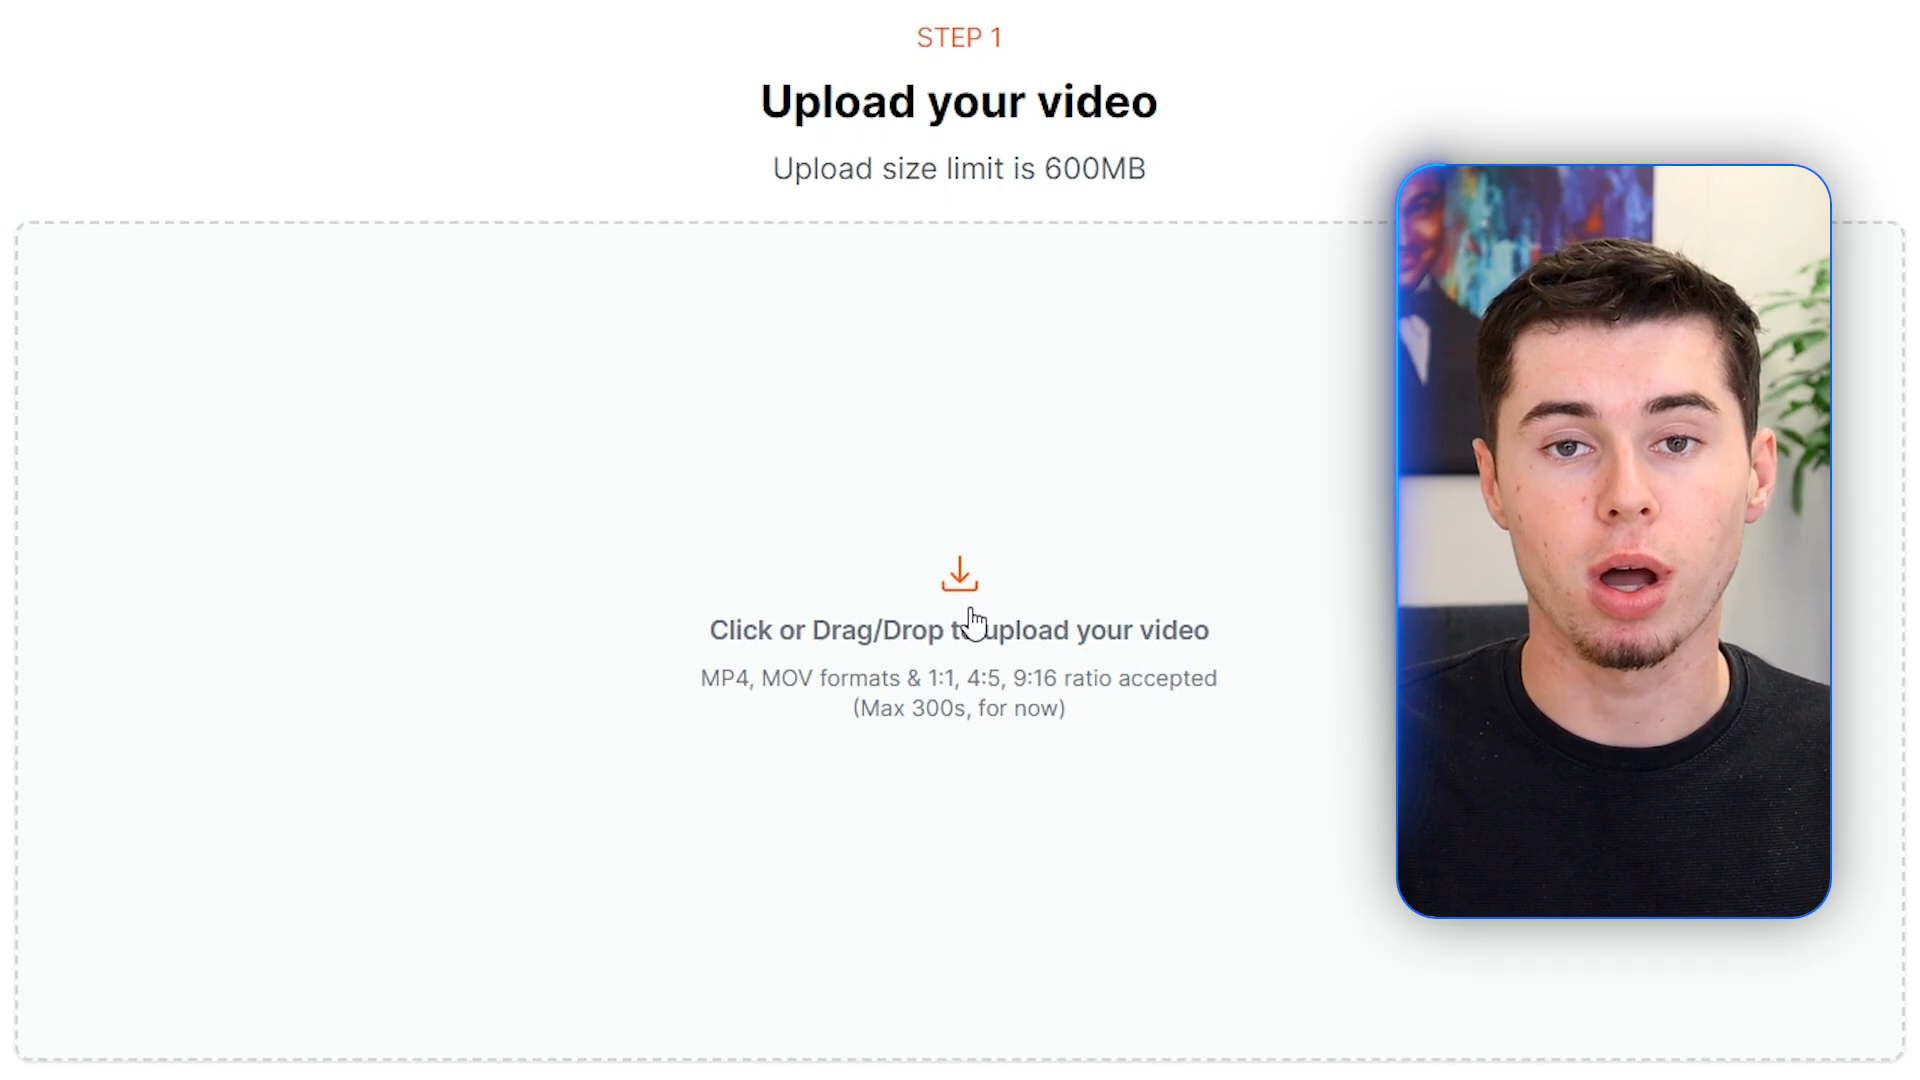 STEP 1
Upload your video
Upload size limit is 600MB
Click or Drag/Drop to upload your video
MP4, MOV formats & 1:1, 4:5, 9:16 ratio accepted
(Max 300s, for now)